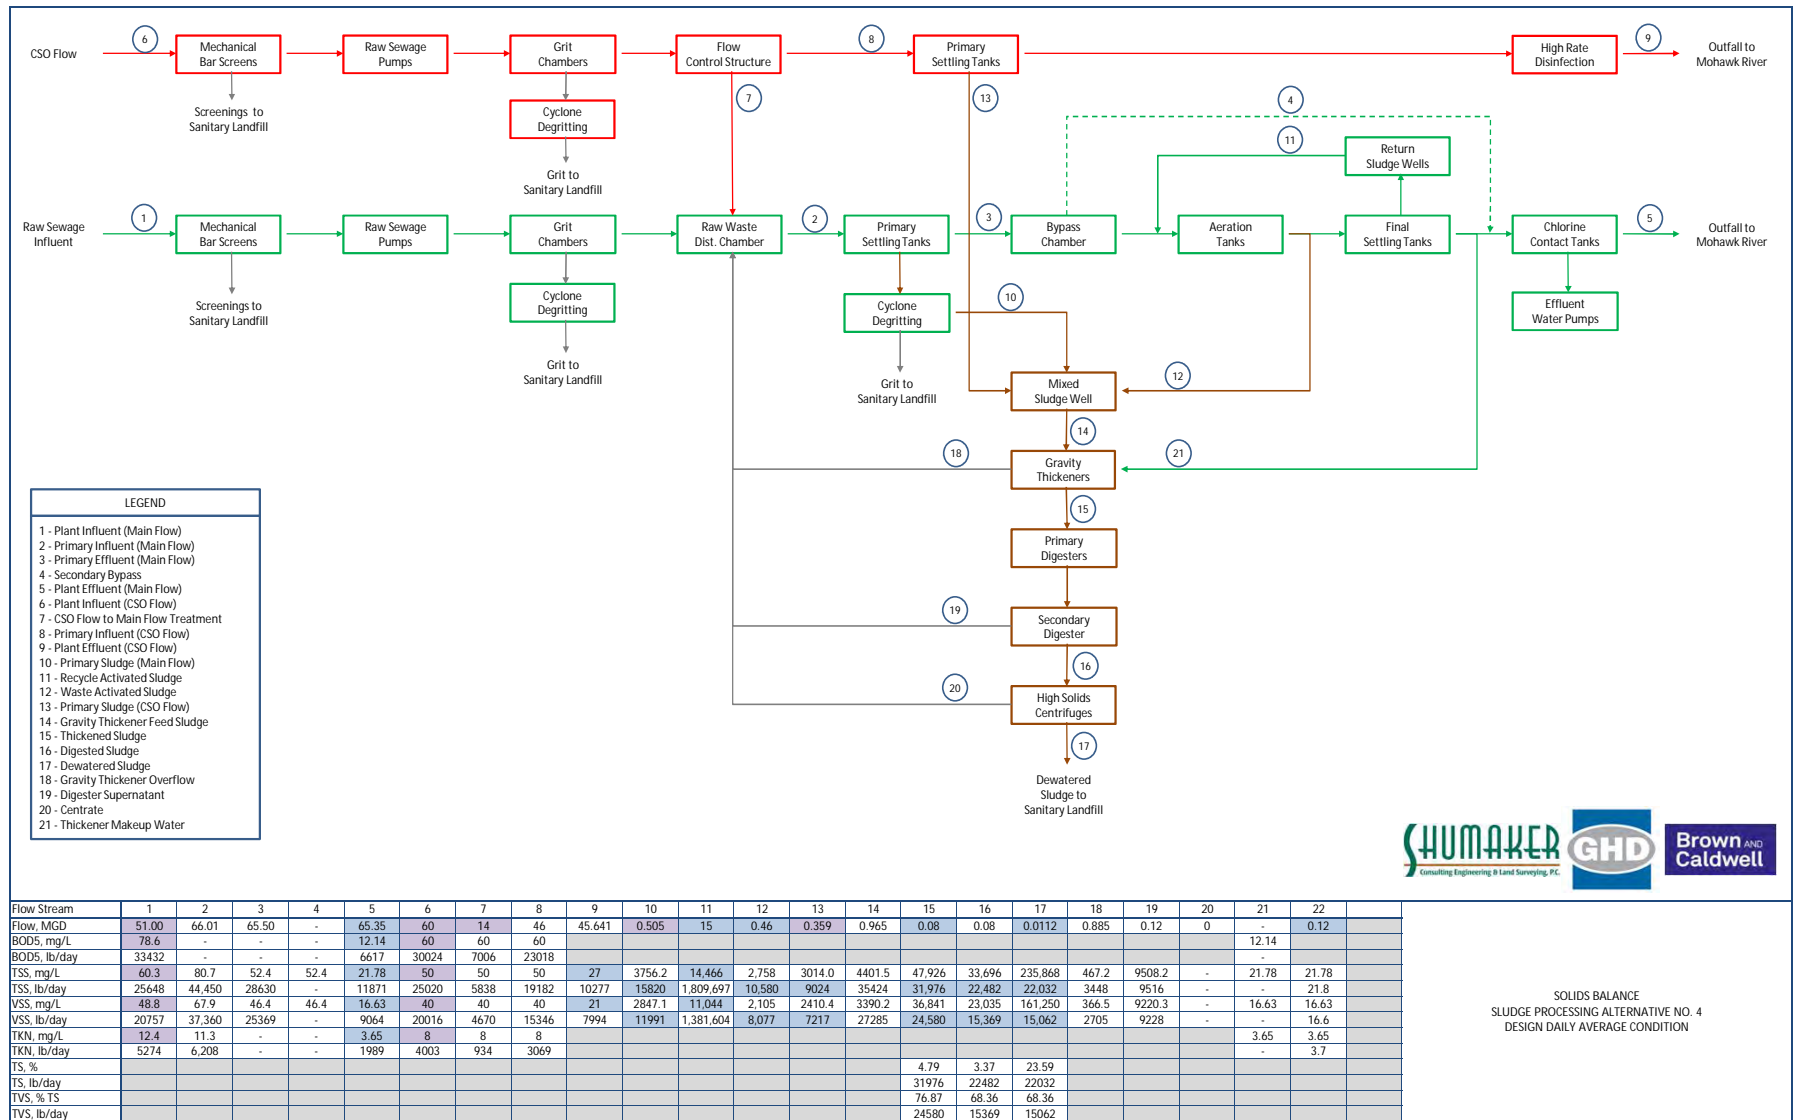 CSO Flow
6
Mechanical
Bar Screens
Raw Sewage
Pumps
Grit
Chambers
Flow
Control Structure
8
Primary
Settling Tanks
High Rate
Disinfection
9
Outfall to
Mohawk River
Screenings to
Sanitary Landfill
Cyclone
Degritting
7
13
4
11
Return
Sludge Wells
Grit to
Sanitary Landfill
Raw Sewage
Influent
1
Mechanical
Bar Screens
Raw Sewage
Pumps
Grit
Chambers
Raw Waste
Dist. Chamber
2
Primary
Settling Tanks
3
Bypass
Chamber
Aeration
Tanks
Final
Settling Tanks
Chlorine
Contact Tanks
5
Outfall to
Mohawk River
Screenings to
Sanitary Landfill
Cyclone
Degritting
Cyclone
Degritting
10
Effluent
Water Pumps
Grit to
Sanitary Landfill
Grit to
Sanitary Landfill
Mixed
Sludge Well
12
14
18
Gravity
Thickeners
21
15
Primary
Digesters
19
Secondary
Digester
16
20
High Solids
Centrifuges
17
Dewatered
Sludge to
Sanitary Landfill
LEGEND
1 - Plant Influent (Main Flow)
2 - Primary Influent (Main Flow)
3 - Primary Effluent (Main Flow)
4 - Secondary Bypass
5 - Plant Effluent (Main Flow)
6 - Plant Influent (CSO Flow)
7 - CSO Flow to Main Flow Treatment
8 - Primary Influent (CSO Flow)
9 - Plant Effluent (CSO Flow)
10 - Primary Sludge (Main Flow)
11 - Recycle Activated Sludge
12 - Waste Activated Sludge
13 - Primary Sludge (CSO Flow)
14 - Gravity Thickener Feed Sludge
15 - Thickened Sludge
16 - Digested Sludge
17 - Dewatered Sludge
18 - Gravity Thickener Overflow
19 - Digester Supernatant
20 - Centrate
21 - Thickener Makeup Water
SHUMAKER
Consulting Engineering & Land Surveying, P.C.
GHD
Brown AND
Caldwell
Flow Stream 1 2 3 4 5 6 7 8 9 10 11 12 13 14 15 16 17 18 19 20 21 22
Flow, MGD 51.00 66.01 65.50 - 65.35 60 14 46 45.641 0.505 15 0.46 0.359 0.965 0.08 0.08 0.0112 0.885 0.12 0 - 0.12
BOD5, mg/L 78.6 - - - 12.14 60 60 60 12.14
BOD5, lb/day 33432 - - - 6617 30024 7006 23018 -
TSS, mg/L 60.3 80.7 52.4 52.4 21.78 50 50 50 27 3756.2 14,466 2,758 3014.0 4401.5 47,926 33,696 235,868 467.2 9508.2 - 21.78 21.78
TSS, lb/day 25648 44,450 28630 - 11871 25020 5838 19182 10277 15820 1,809,697 10,580 9024 35424 31,976 22,482 22,032 3448 9516 - - 21.8
VSS, mg/L 48.8 67.9 46.4 46.4 16.63 40 40 40 21 2847.1 11,044 2,105 2410.4 3390.2 36,841 23,035 161,250 366.5 9220.3 - 16.63 16.63
VSS, lb/day 20757 37,360 25369 - 9064 20016 4670 15346 7994 11991 1,381,604 8,077 7217 27285 24,580 15,369 15,062 2705 9228 - - 16.6
TKN, mg/L 12.4 11.3 - - 3.65 8 8 8 3.65 3.65
TKN, lb/day 5274 6,208 - - 1989 4003 934 3069 - 3.7
TS, % 4.79 3.37 23.59
TS, lb/day 31976 22482 22032
TVS, % TS 76.87 68.36 68.36
TVS, lb/day 24580 15369 15062
SOLIDS BALANCE
SLUDGE PROCESSING ALTERNATIVE NO. 4
DESIGN DAILY AVERAGE CONDITION